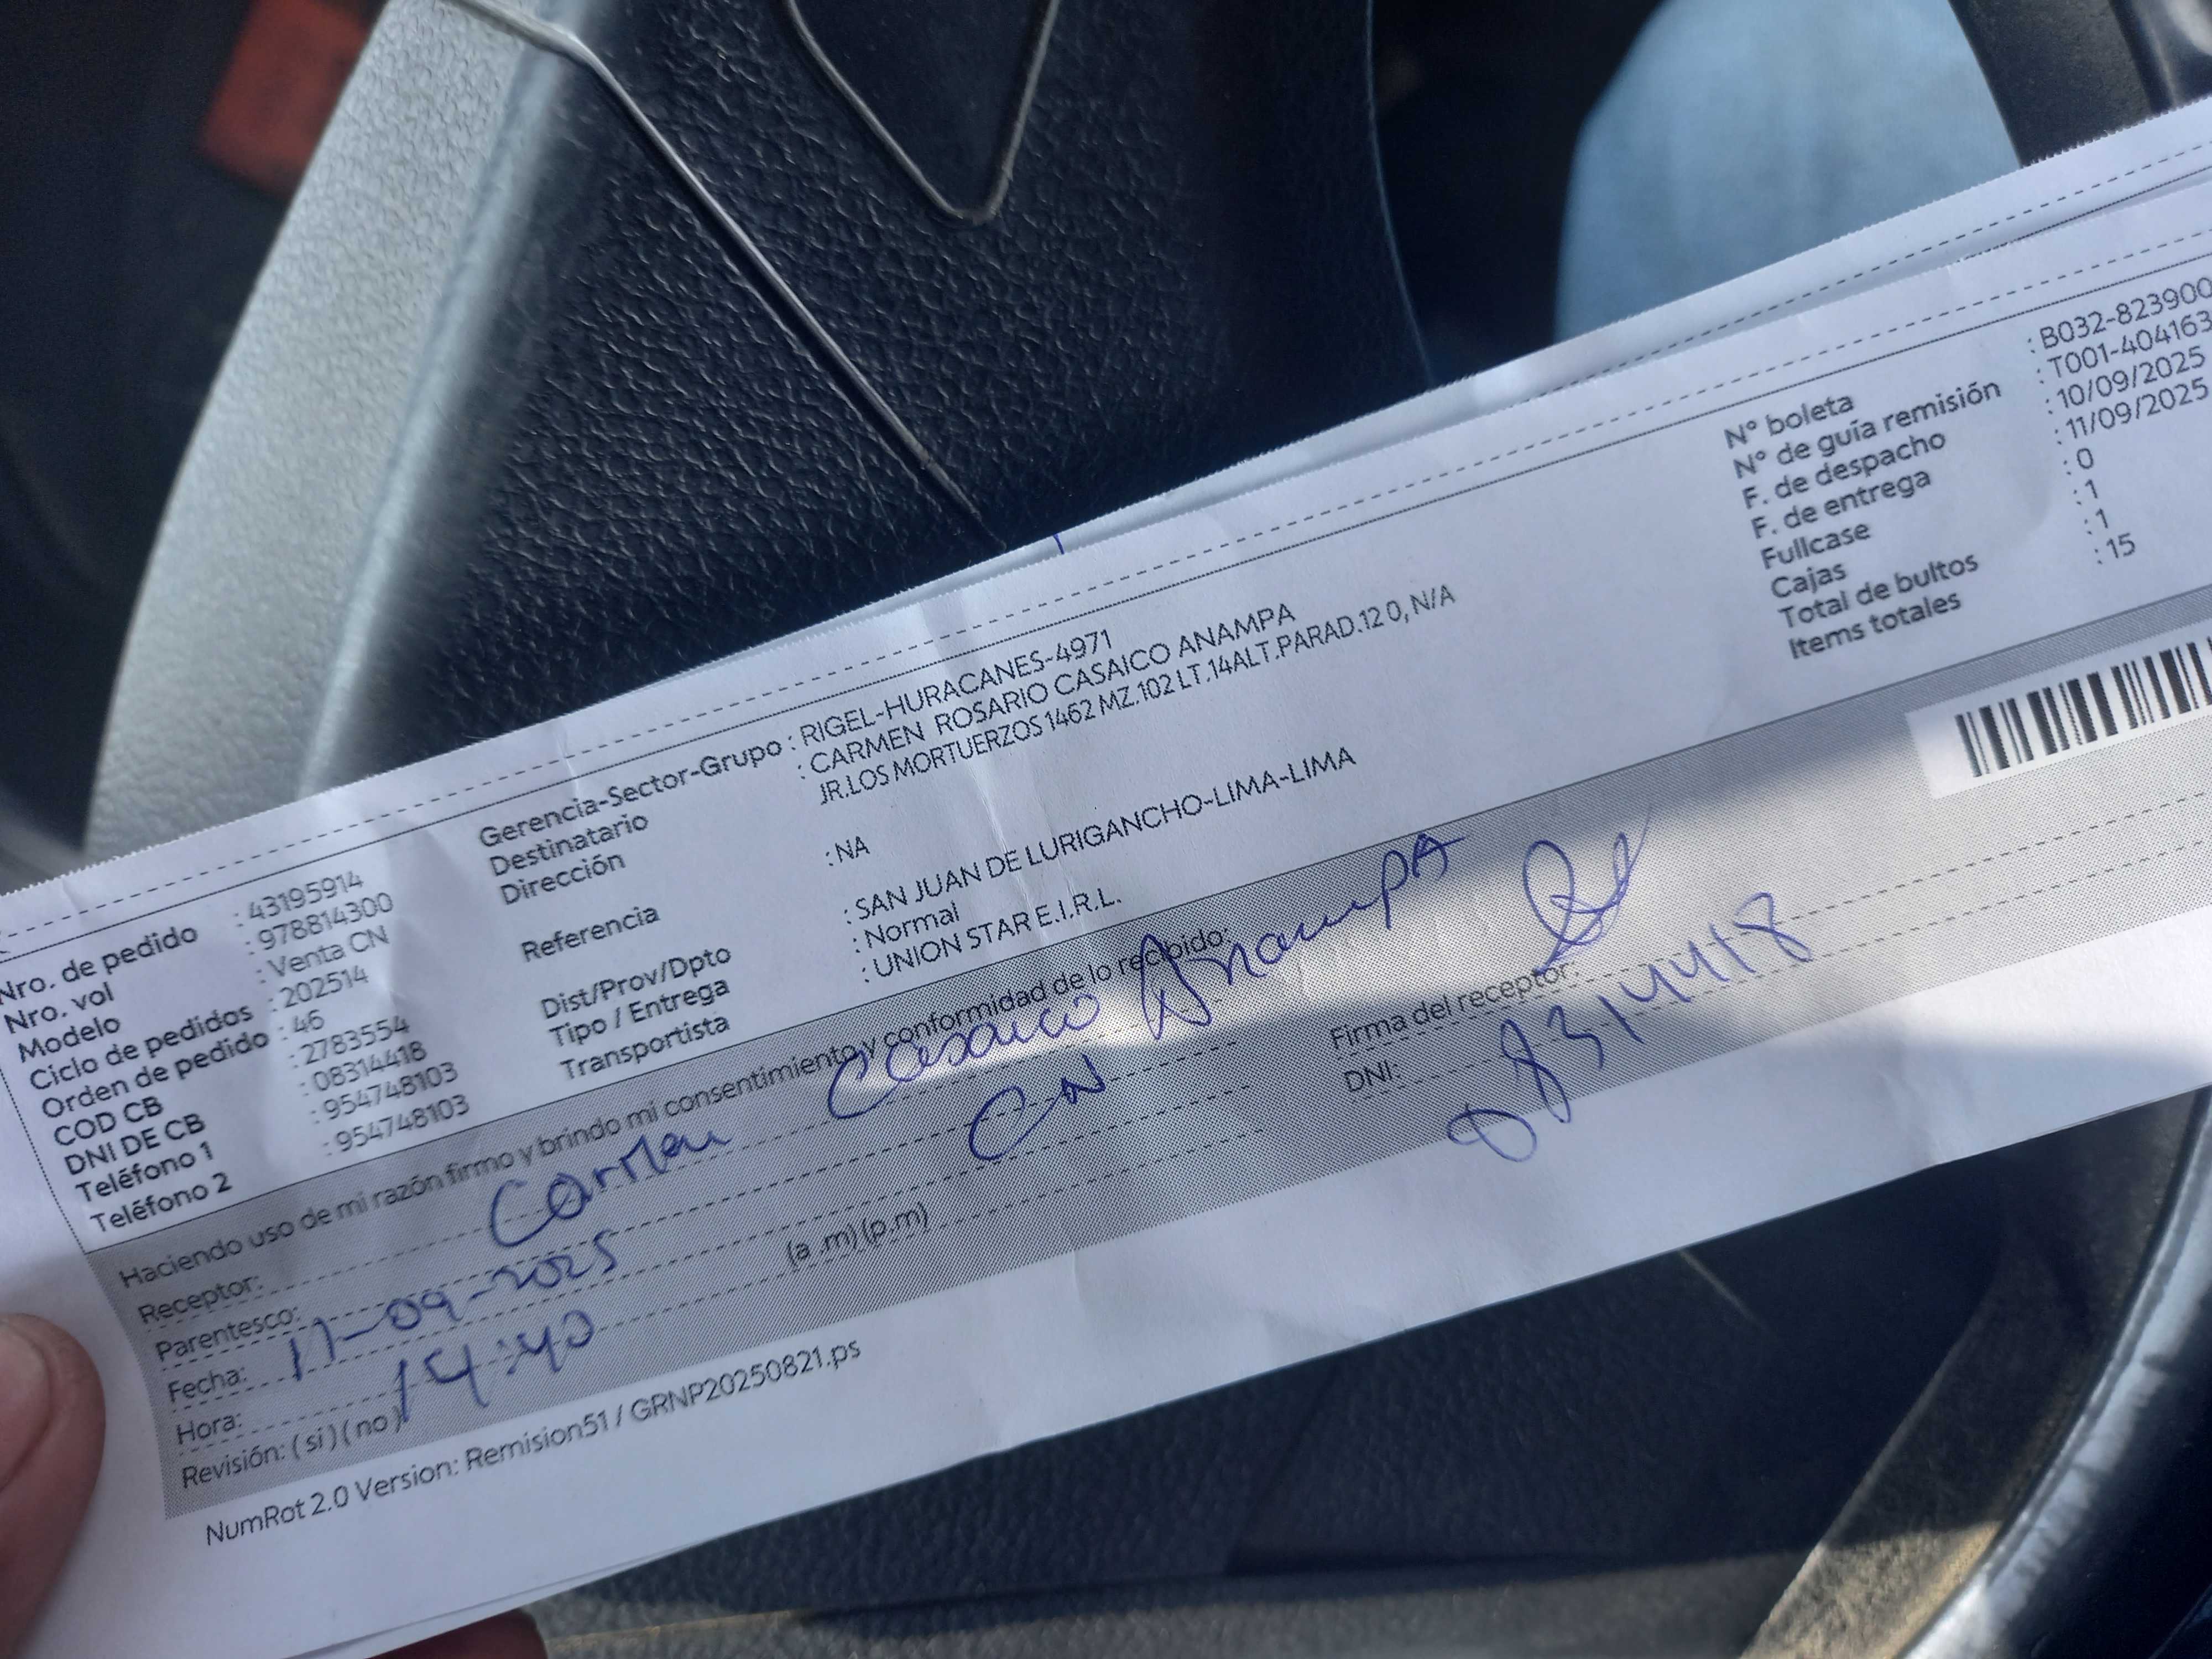 Nro. de pedido : 43195914
Nro. vol : 978814300
Modelo : Venta CN
Ciclo de pedidos : 202514
Orden de pedido : 46
COD CB : 2783554
DNI DE CB : 08314418
Teléfono 1 : 954748103
Teléfono 2 : 954748103
Gerencia-Sector-Grupo : RIGEL-HURACANES-4971
Destinatario : CARMEN ROSARIO CASAICO ANAMPA
Dirección JR.LOS MORTUERZOS 1462 MZ.102 LT.14ALT.PARAD.12 0, N/A
Referencia : NA
Dist/Prov/Dpto : SAN JUAN DE LURIGANCHO-LIMA-LIMA
Tipo / Entrega : Normal
Transportista : UNION STAR E.I.R.L.
N° boleta : B032-823900
N° de guía remisión : T001-404163
F. de despacho : 10/09/2025
F. de entrega : 11/09/2025
Fullcase : 0
Cajas : 1
Total de bultos : 1
Items totales : 15
Haciendo uso de mi razón firmo y brindo mi consentimiento y conformidad de lo recibido:
Receptor: Carmen Casaico Anampa
Parentesco: CN
Fecha: 11-09-2025
Hora: 14:40 (a .m) (p.m)
Revisión: ( si ) ( no )
Firma del receptor:
DNI: 08314418
NumRot 2.0 Version: Remision51 / GRNP20250821.ps